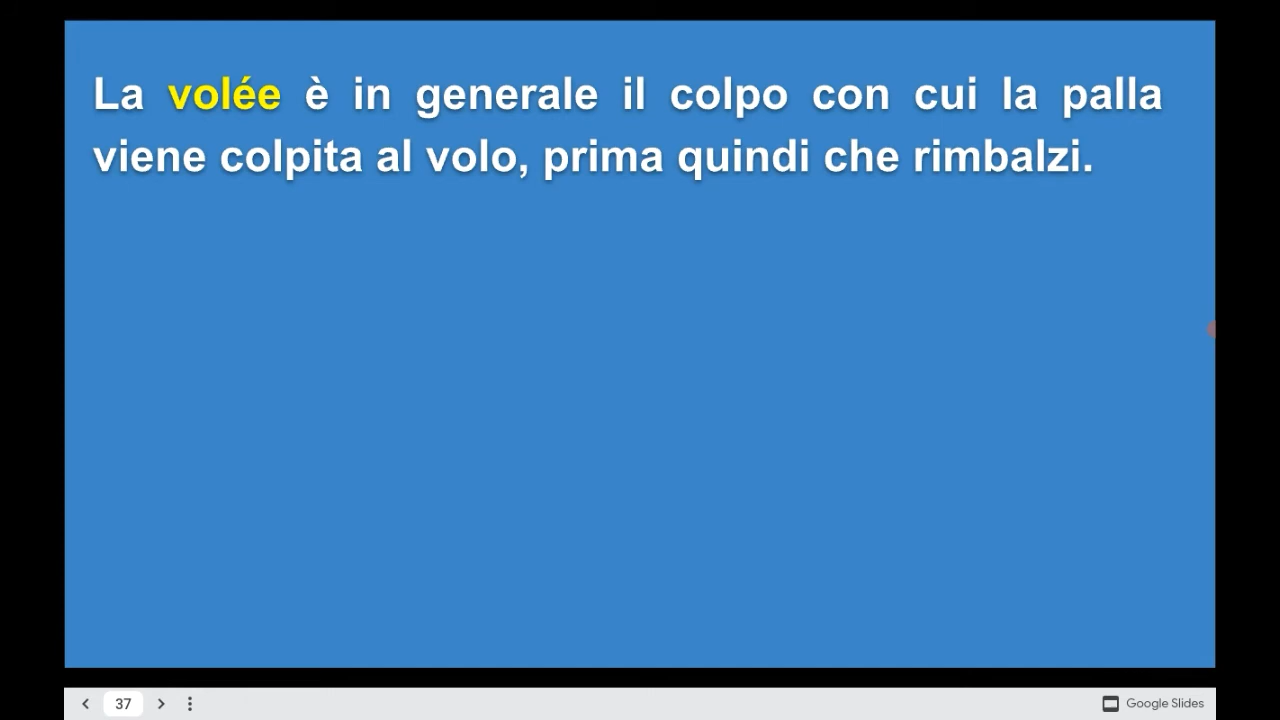 La volée è in generale il colpo con cui la palla
viene colpita al volo, prima quindi che rimbalzi.
37
Google Slides